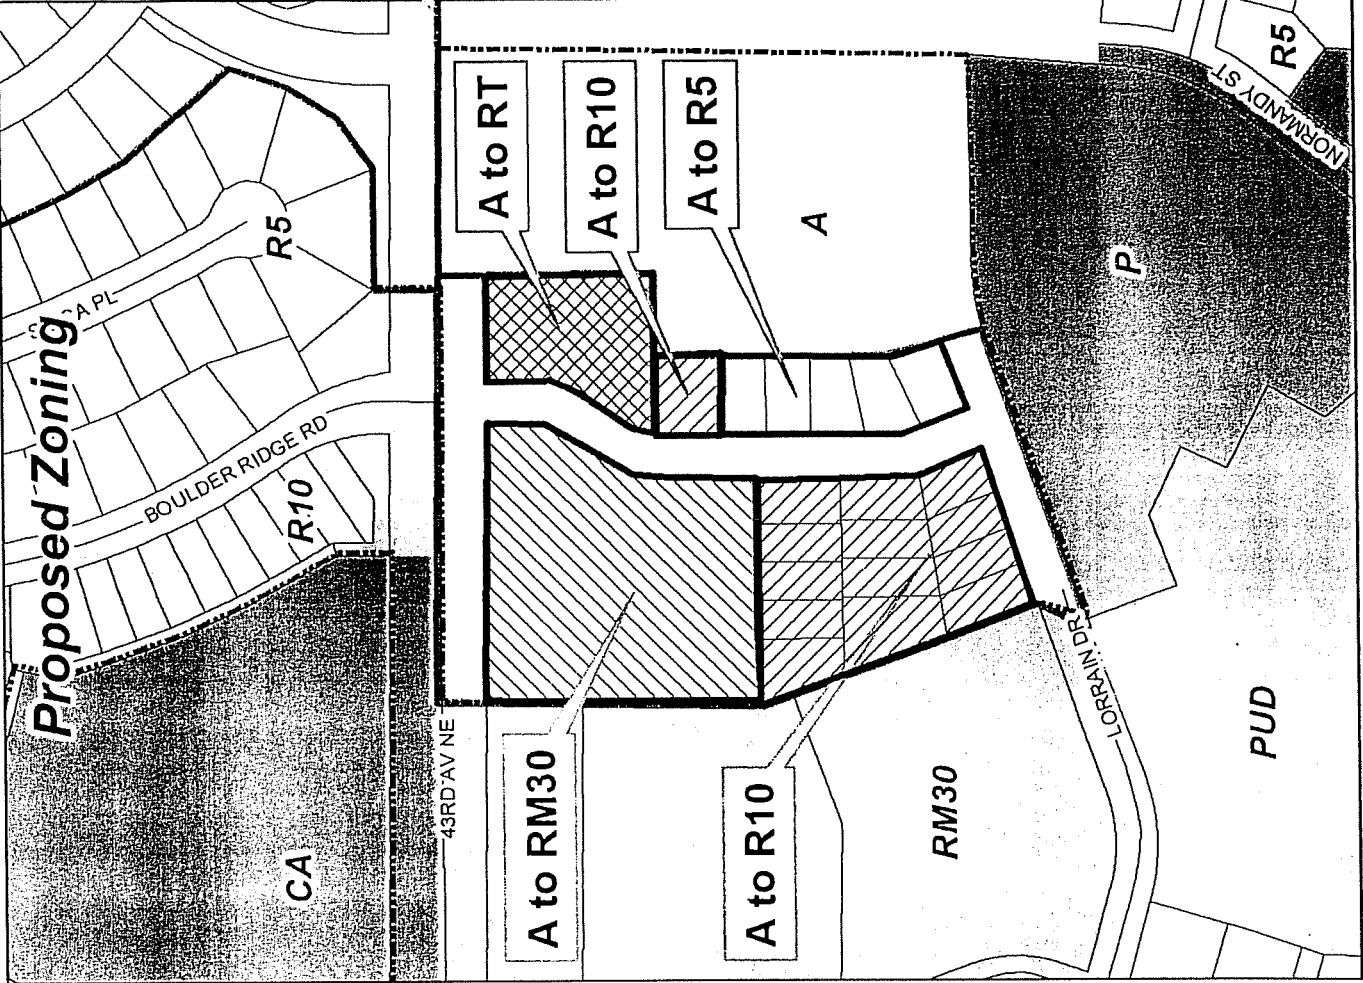 Proposed Zoning
R5
BOULDER RIDGE RD
R10
CA
43RD AV NE
A to RT
A to R10
A to R5
A
A to RM30
A to R10
RM30
LORRAIN DR
P
PUD
NORMANDY ST
R5